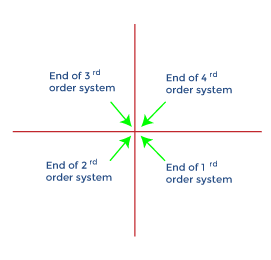 End of 3 rd
order system
End of 4 rd
order system
End of 2 rd
order system
End of 1 rd
order system